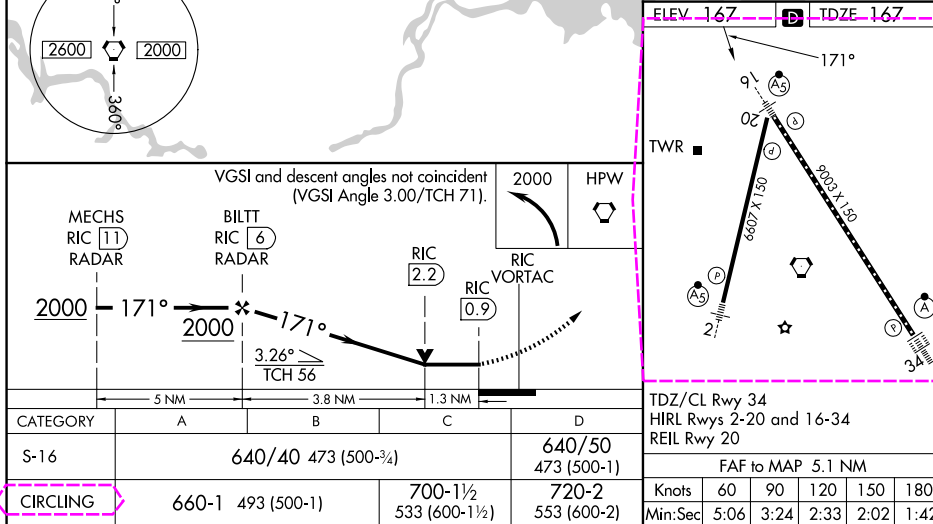 2600
2000
360°
VGSI and descent angles not coincident
(VGSI Angle 3.00/TCH 71).
2000
HPW
MECHS
RIC 11
RADAR
BILTT
RIC 6
RADAR
RIC
2.2
RIC
0.9
RIC
VORTAC
2000
171°
2000
171°
3.26°
TCH 56
5 NM
3.8 NM
1.3 NM
CATEGORY A B C D
S-16 640/40 473 (500-¾) 640/50
473 (500-1)
CIRCLING 660-1 493 (500-1) 700-1½
533 (600-1½) 720-2
553 (600-2)
ELEV 167 D TDZE 167
171°
16
A5
20
P
TWR
P
9003 X 150
6607 X 150
P
A5
2
A
P
34
TDZ/CL Rwy 34
HIRL Rwys 2-20 and 16-34
REIL Rwy 20
FAF to MAP 5.1 NM
Knots 60 90 120 150 180
Min:Sec 5:06 3:24 2:33 2:02 1:42